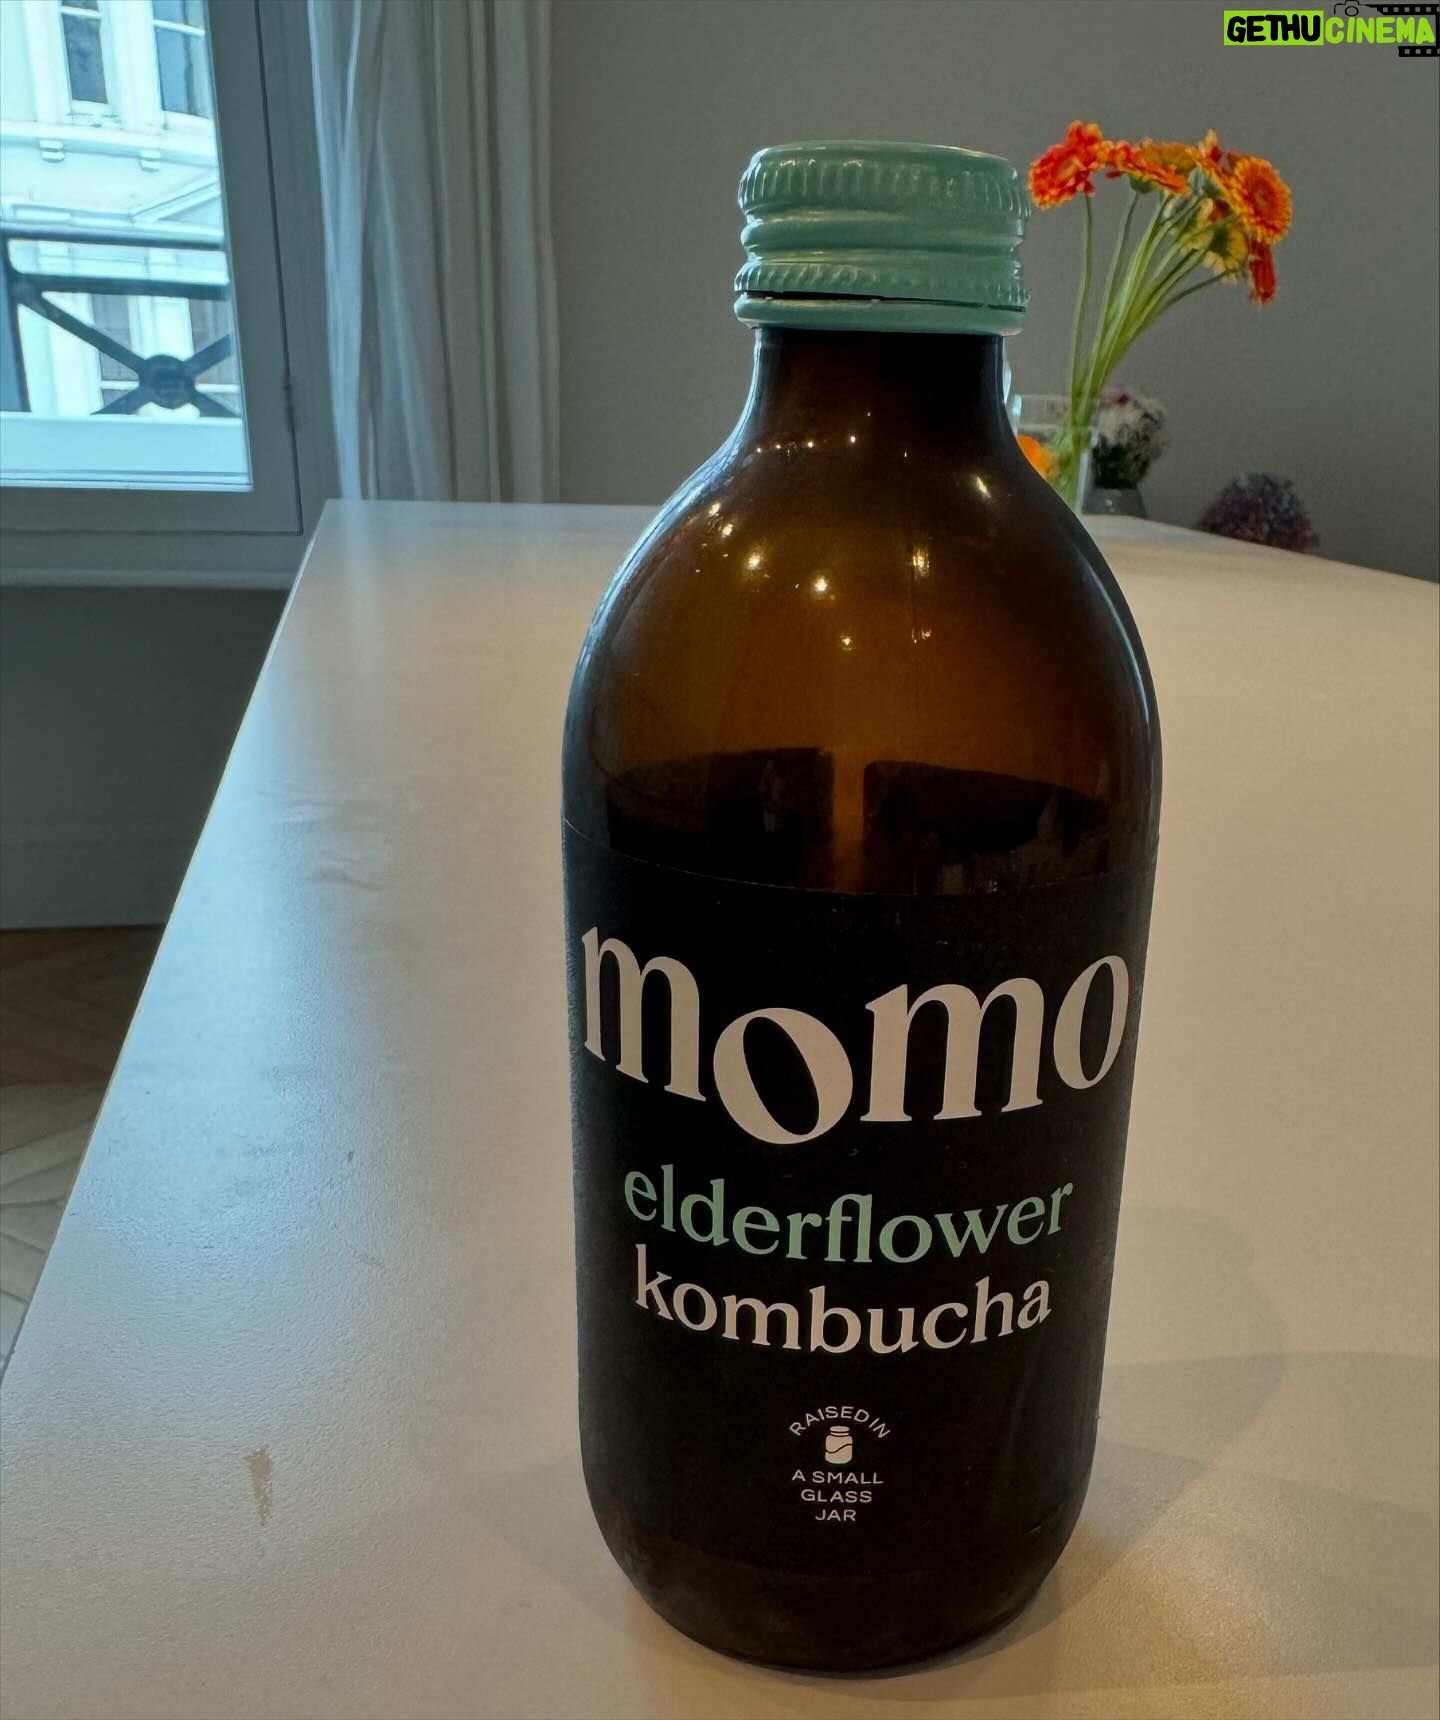 GETHUCINEMA
momo
elderflower
kombucha
RAISED IN
A SMALL
GLASS
JAR